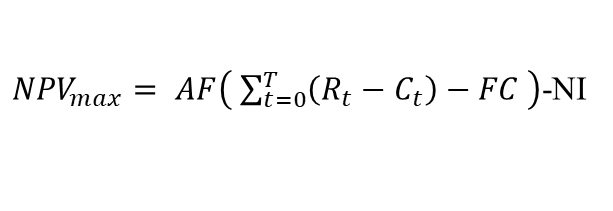 NPV_max = AF( ∑_{t=0}^{T}(R_t − C_t) − FC )-NI